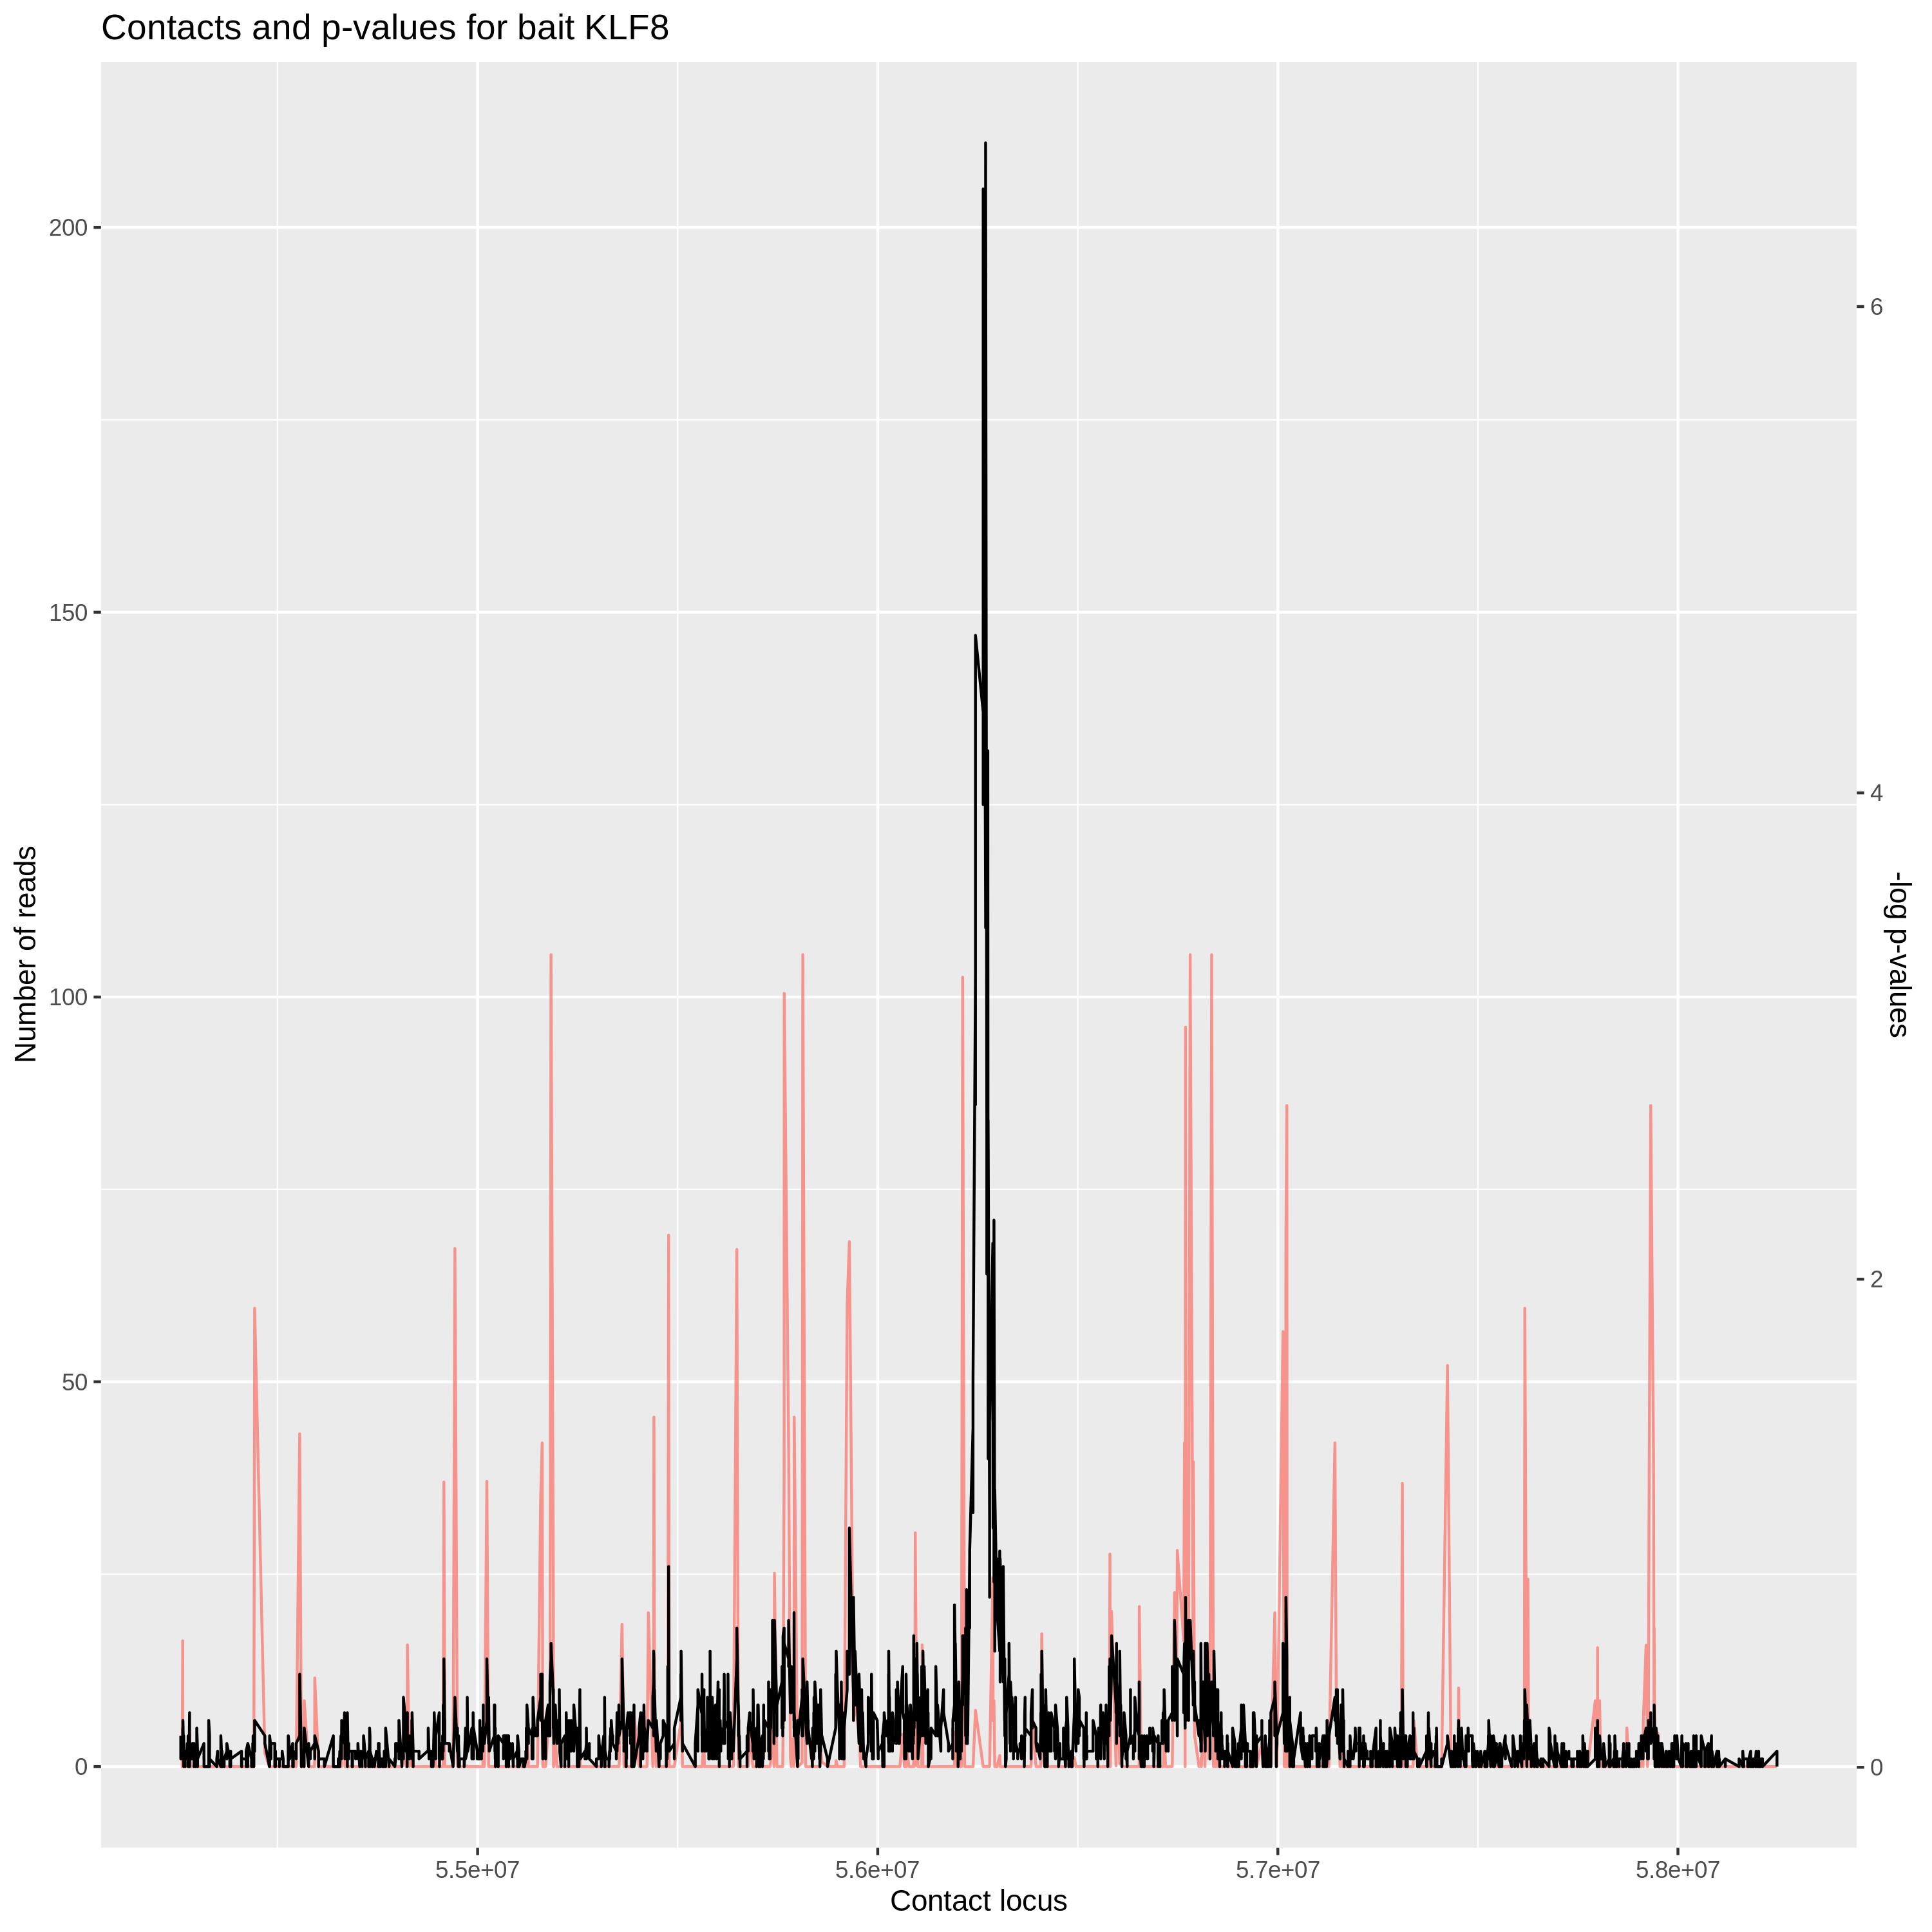 Contacts and p-values for bait KLF8
200
150
100
50
0
Number of reads
6
4
2
0
-log p-values
5.5e+07
5.6e+07
5.7e+07
5.8e+07
Contact locus